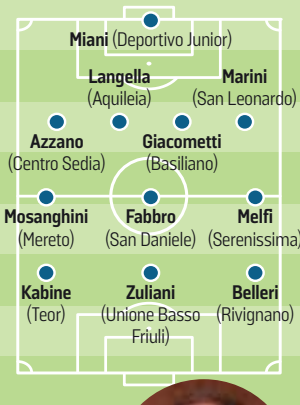 Miani (Deportivo Junior)
Langella
(Aquileia)
Marini
(San Leonardo)
Azzano
(Centro Sedia)
Giacometti
(Basiliano)
Mosanghini
(Mereto)
Fabbro
(San Daniele)
Melfi
(Serenissima)
Kabine
(Teor)
Zuliani
(Unione Basso
Friuli)
Belleri
(Rivignano)